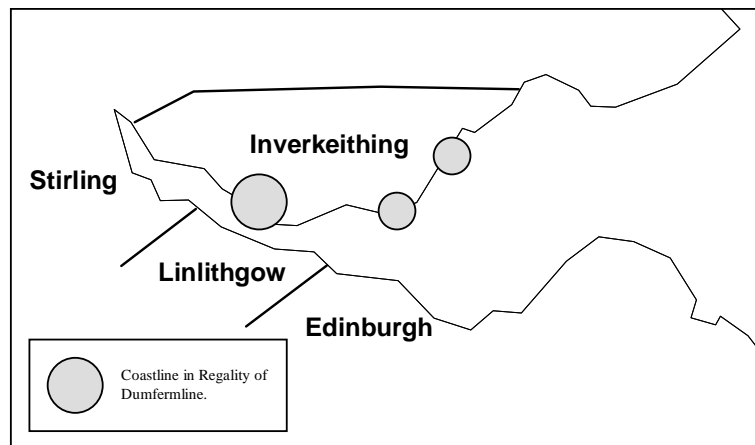 Inverkeithing
Stirling
Linlithgow
Edinburgh
Coastline in Regality of
Dumfermline.